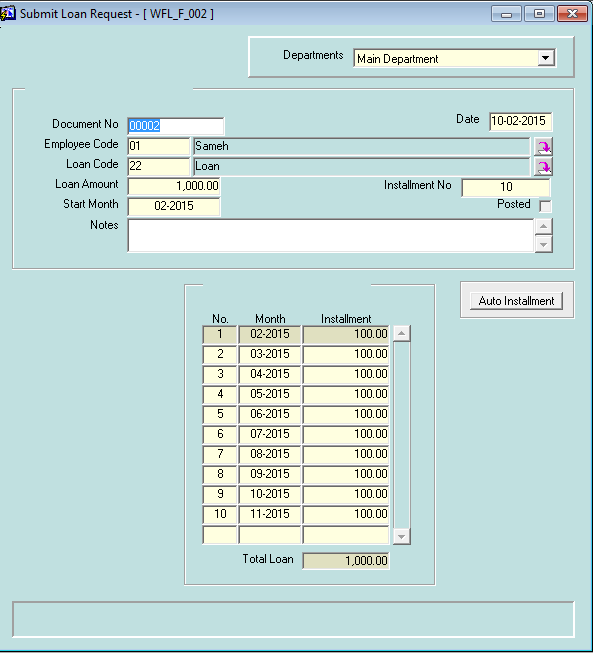 Submit Loan Request - [ WFL_F_002 ]
Departments Main Department
Document No 00002 Date 10-02-2015
Employee Code 01 Sameh
Loan Code 22 Loan
Loan Amount 1,000.00 Installment No 10
Start Month 02-2015 Posted
Notes
Auto Installment
No. Month Installment
1 02-2015 100.00
2 03-2015 100.00
3 04-2015 100.00
4 05-2015 100.00
5 06-2015 100.00
6 07-2015 100.00
7 08-2015 100.00
8 09-2015 100.00
9 10-2015 100.00
10 11-2015 100.00
Total Loan 1,000.00